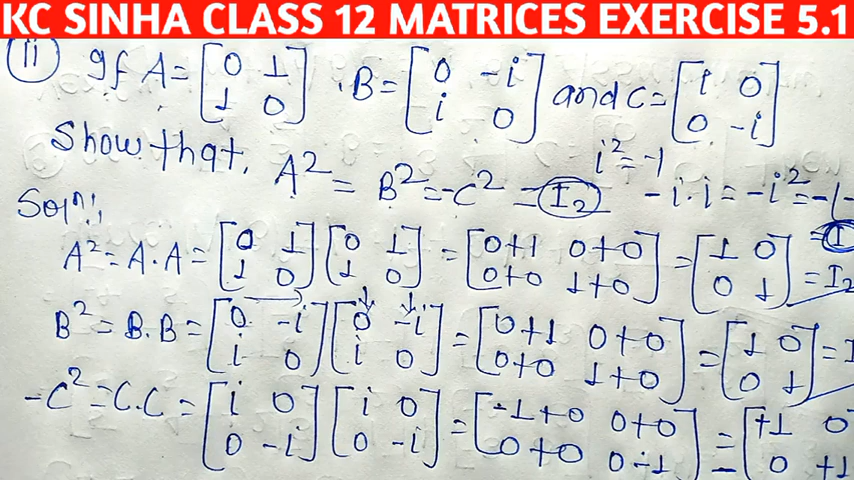 KC SINHA CLASS 12 MATRICES EXERCISE 5.1
(11) If A = [0 1; 1 0], B = [0 -i; i 0] and C = [i 0; 0 -i]
Show that, A² = B² = -C² = I₂
i² = -1
-i·i = -i² = -(-
= 1
Soln:
A² = A·A = [0 1; 1 0] [0 1; 1 0] = [0+1 0+0; 0+0 1+0] = [1 0; 0 1] = I₂
B² = B·B = [0 -i; i 0] [0 -i; i 0] = [0+1 0+0; 0+0 1+0] = [1 0; 0 1] = I
-C² = C·C = [i 0; 0 -i] [i 0; 0 -i] = [-1+0 0+0; 0+0 0-1] = [+1 0; 0 +1